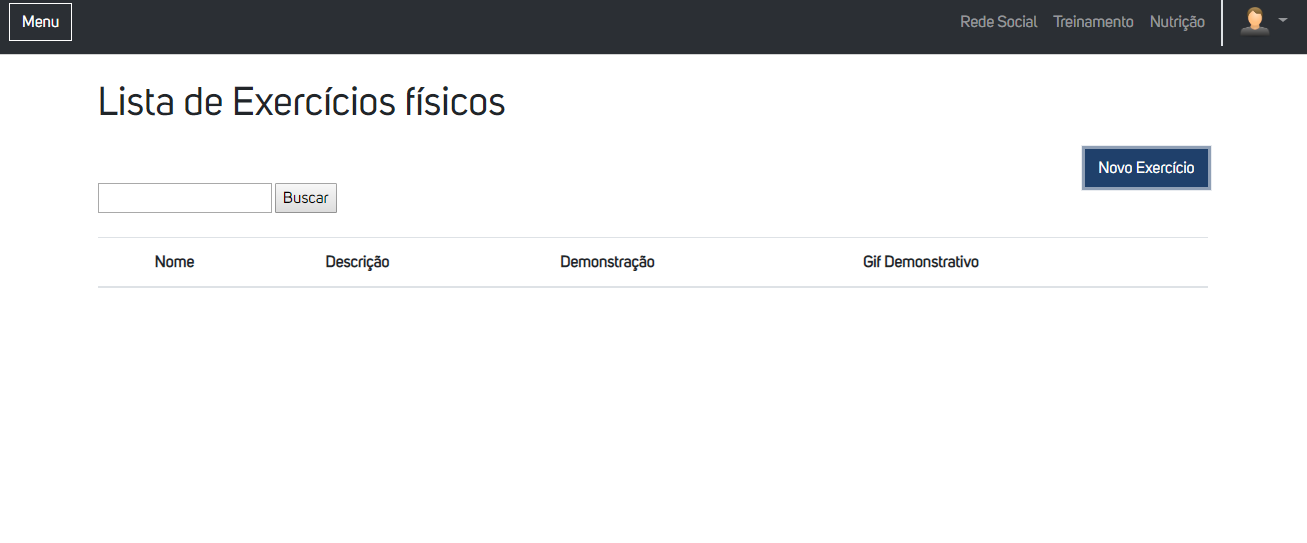 Menu Rede Social Treinamento Nutrição
Lista de Exercícios físicos
Novo Exercício
Buscar
Nome Descrição Demonstração Gif Demonstrativo